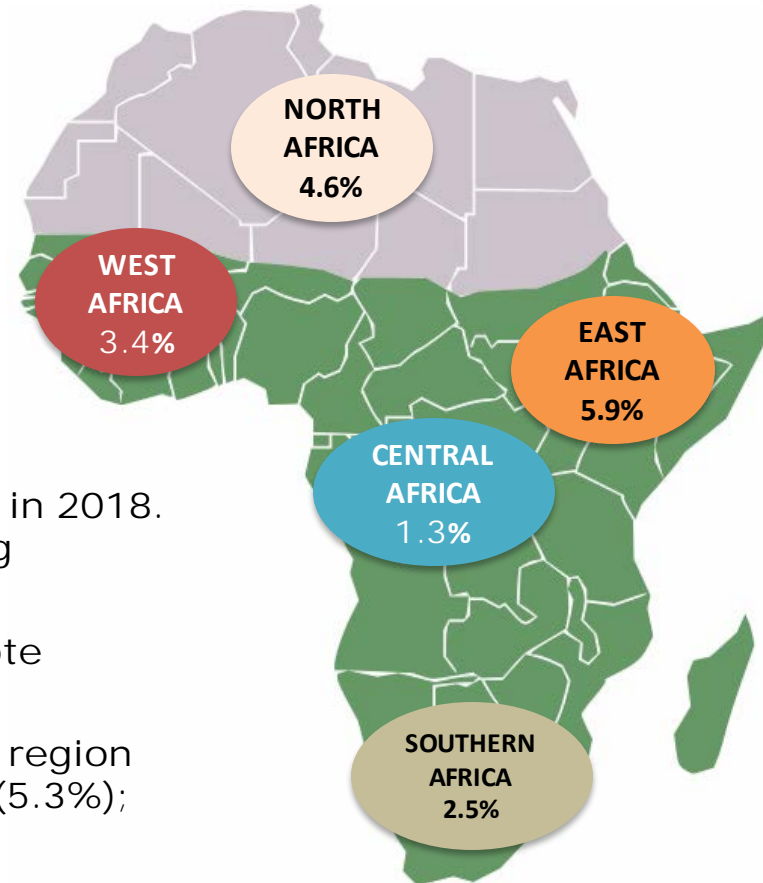 NORTH
AFRICA
4.6%
WEST
AFRICA
3.4%
EAST
AFRICA
5.9%
CENTRAL
AFRICA
1.3%
in 2018.
region
(5.3%);
SOUTHERN
AFRICA
2.5%